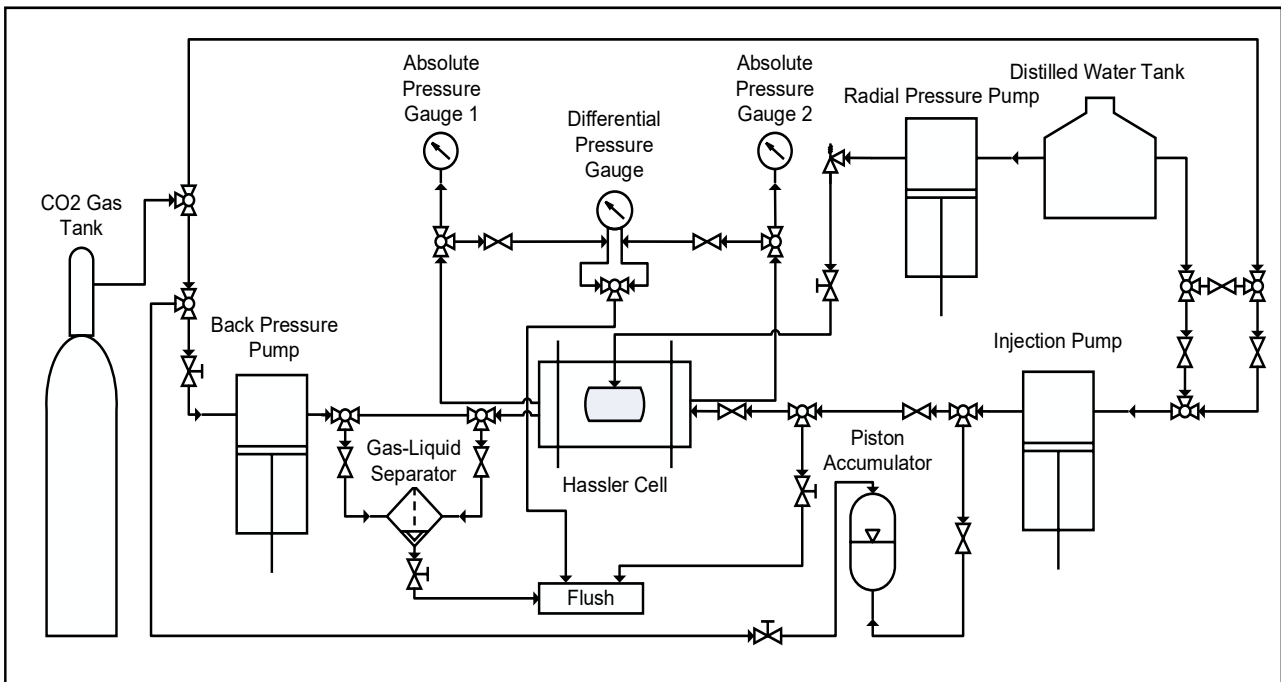 Absolute
Pressure
Gauge 1
Differential
Pressure
Gauge
Absolute
Pressure
Gauge 2
Radial Pressure Pump
Distilled Water Tank
CO2 Gas
Tank
Back Pressure
Pump
Injection Pump
Gas-Liquid
Separator
Hassler Cell
Piston
Accumulator
Flush